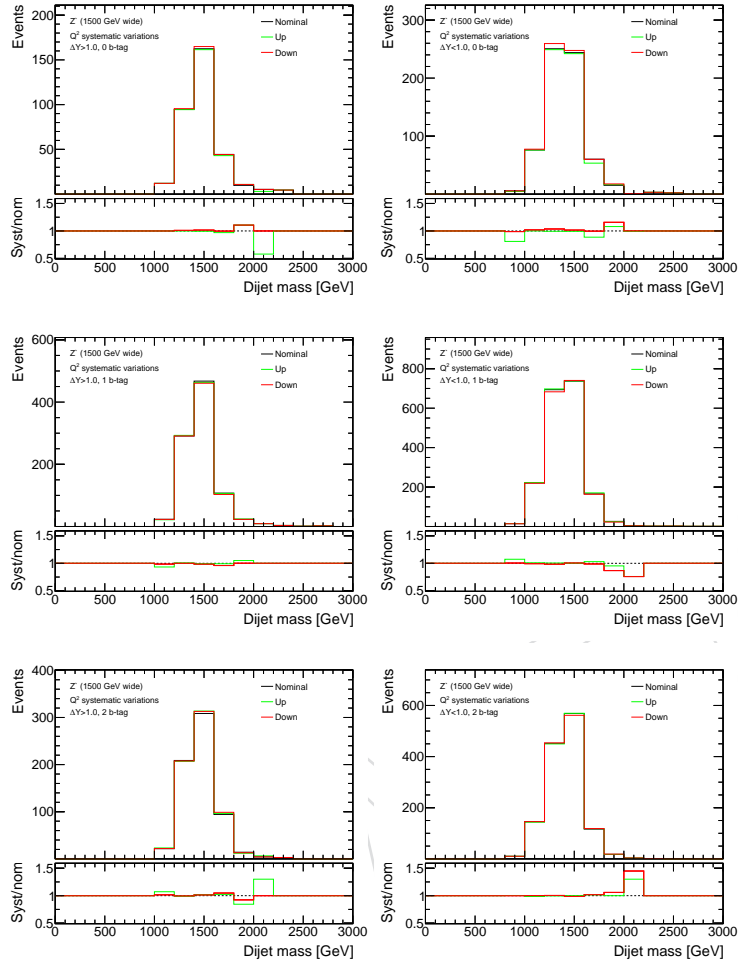 Events
200
150
100
50
Z' (1500 GeV wide)
Q² systematic variations
ΔY>1.0, 0 b-tag
Nominal
Up
Down
Syst/nom
1.5
1
0.5
0 500 1000 1500 2000 2500 3000
Dijet mass [GeV]
Events
300
200
100
0
Z' (1500 GeV wide)
Q² systematic variations
ΔY<1.0, 0 b-tag
Nominal
Up
Down
Syst/nom
1.5
1
0.5
0 500 1000 1500 2000 2500 3000
Dijet mass [GeV]
Events
600
400
200
Z' (1500 GeV wide)
Q² systematic variations
ΔY>1.0, 1 b-tag
Nominal
Up
Down
Syst/nom
1.5
1
0.5
0 500 1000 1500 2000 2500 3000
Dijet mass [GeV]
Events
800
600
400
200
0
Z' (1500 GeV wide)
Q² systematic variations
ΔY<1.0, 1 b-tag
Nominal
Up
Down
Syst/nom
1.5
1
0.5
0 500 1000 1500 2000 2500 3000
Dijet mass [GeV]
Events
400
300
200
100
Z' (1500 GeV wide)
Q² systematic variations
ΔY>1.0, 2 b-tag
Nominal
Up
Down
Syst/nom
1.5
1
0.5
0 500 1000 1500 2000 2500 3000
Dijet mass [GeV]
Events
600
400
200
Z' (1500 GeV wide)
Q² systematic variations
ΔY<1.0, 2 b-tag
Nominal
Up
Down
Syst/nom
1.5
1
0.5
0 500 1000 1500 2000 2500 3000
Dijet mass [GeV]